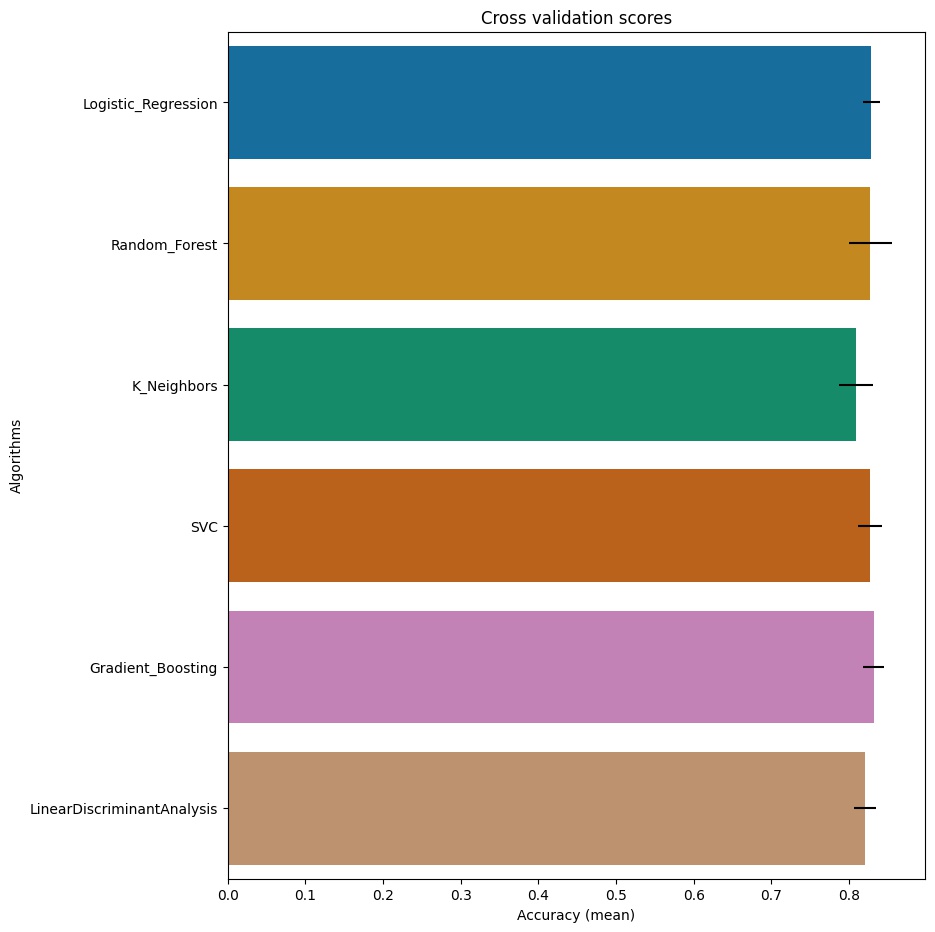 Cross validation scores
Logistic_Regression
Random_Forest
K_Neighbors
SVC
Gradient_Boosting
LinearDiscriminantAnalysis
Algorithms
0.0 0.1 0.2 0.3 0.4 0.5 0.6 0.7 0.8
Accuracy (mean)